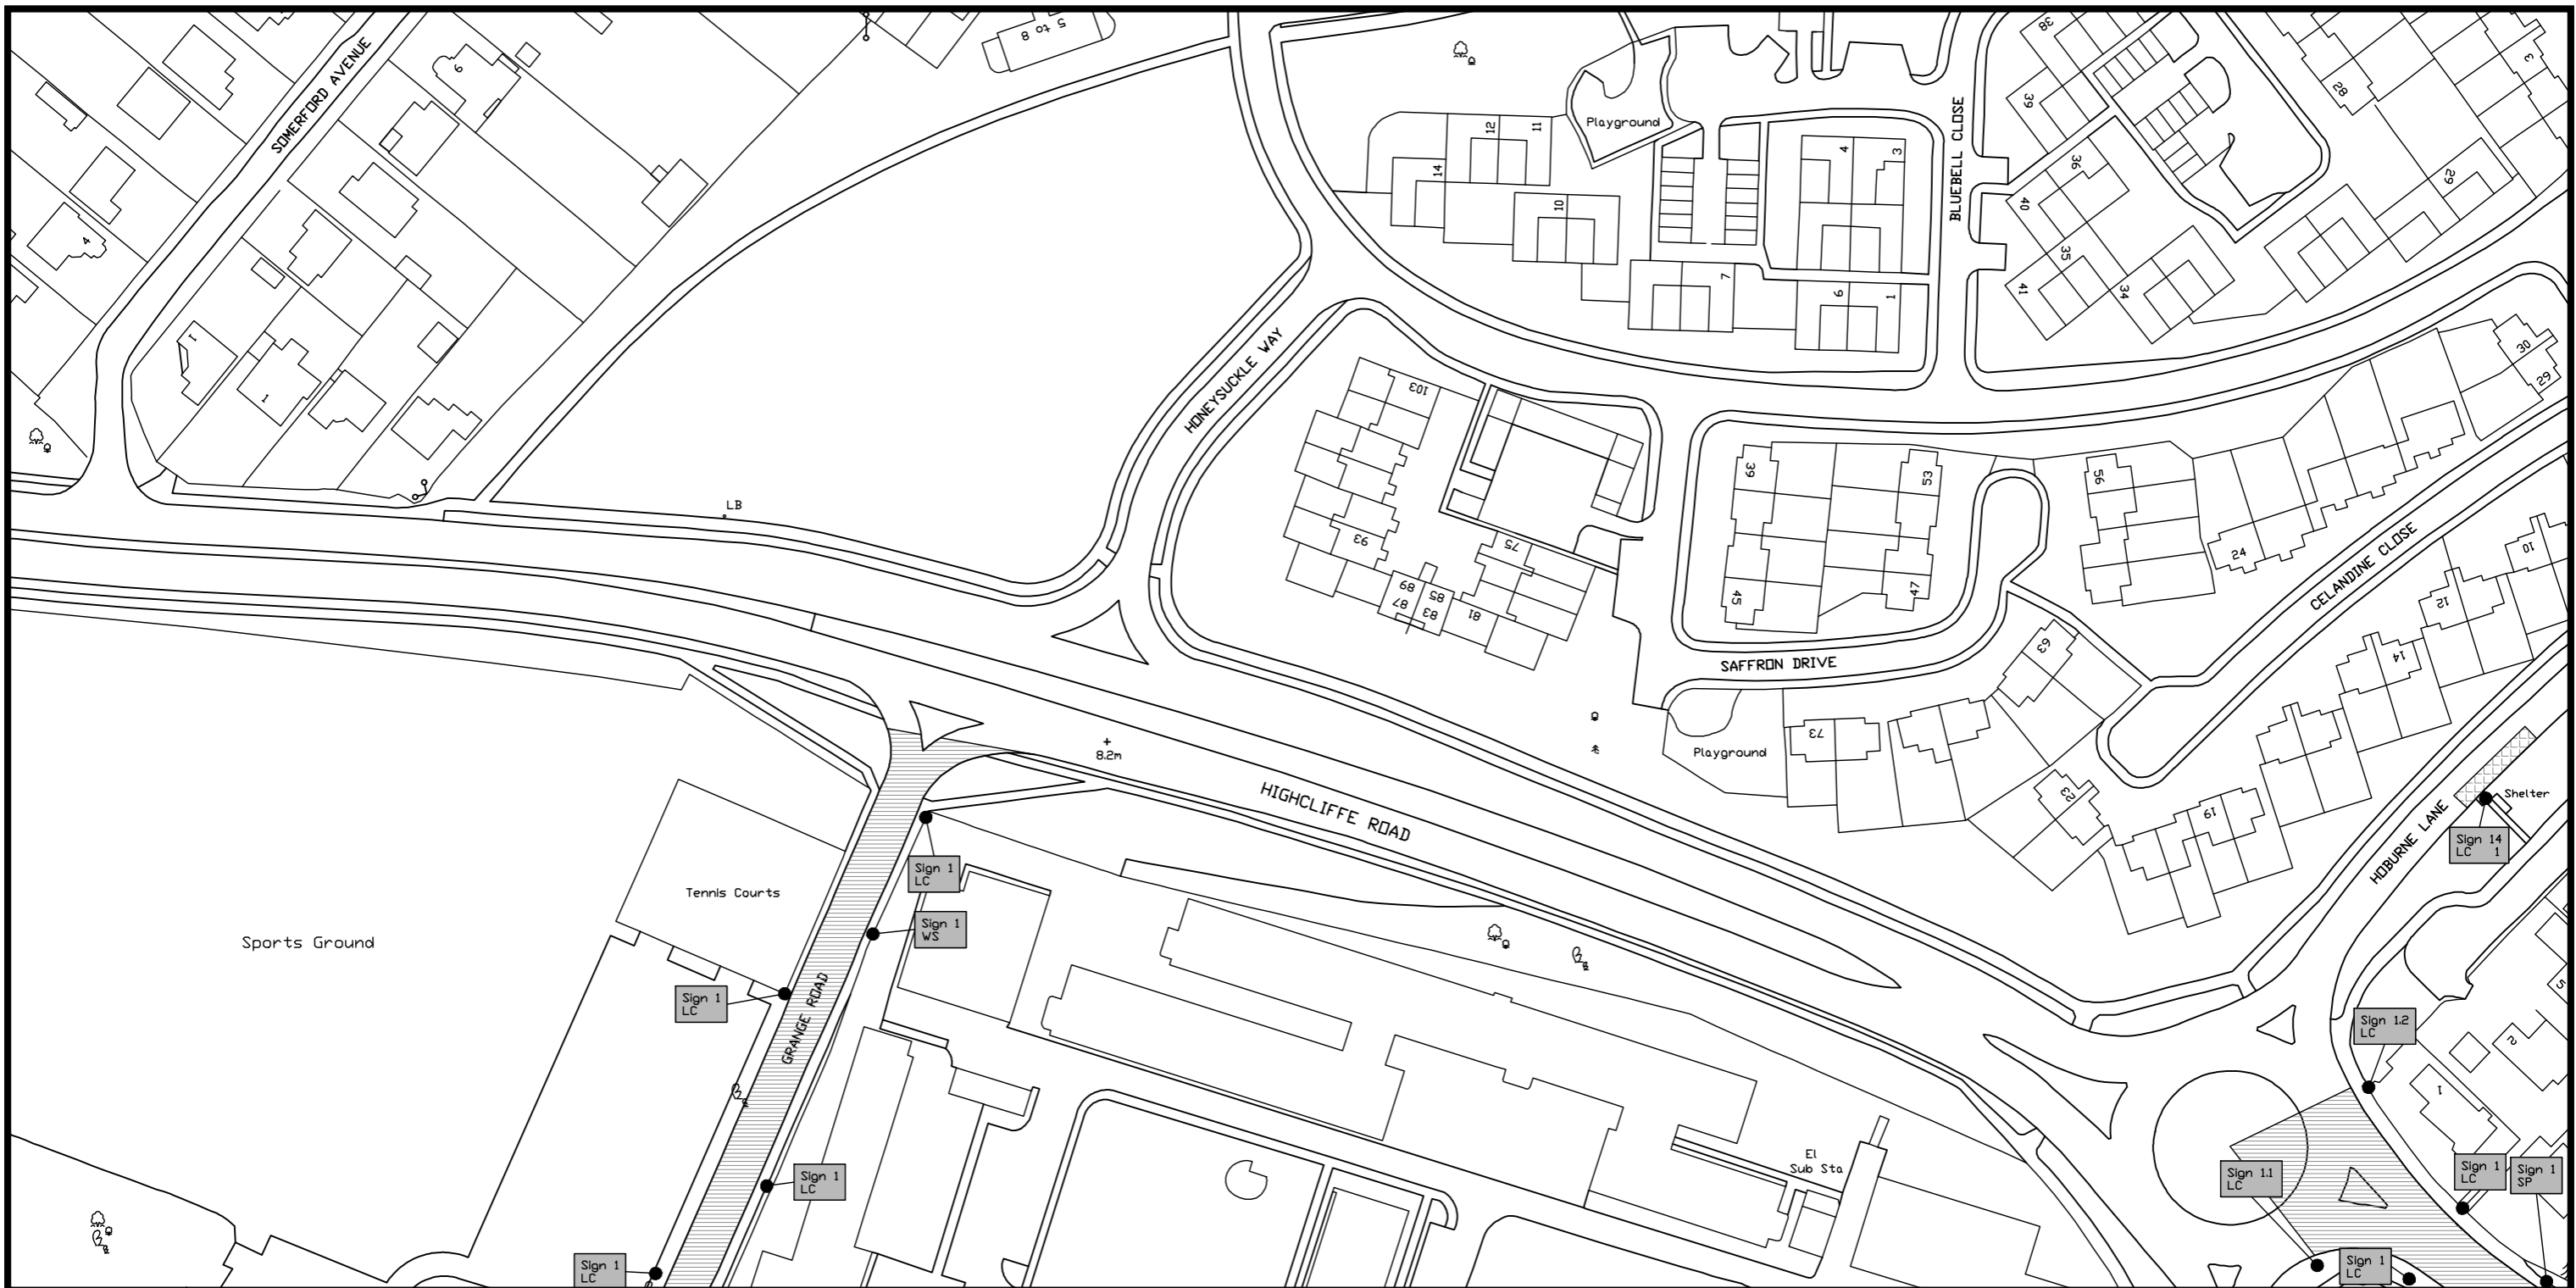 SOMERFORD AVENUE
9
5 to 8
4
1
1
LB
HONEYSUCKLE WAY
Playground
12
11
14
10
7
4
3
6
1
BLUEBELL CLOSE
38
39
36
40
35
41
34
28
3
29
30
29
103
93
89
87
85
83
81
75
39
45
53
47
56
24
CELANDINE CLOSE
10
12
14
SAFFRON DRIVE
63
73
Playground
23
19
8.2m
HIGHCLIFFE ROAD
HOBURNE LANE
Shelter
Sign 14
LC 1
Tennis Courts
Sports Ground
Sign 1
LC
Sign 1
WS
Sign 1
LC
GRANGE ROAD
Sign 1
LC
Sign 1
LC
El
Sub Sta
Sign 1.2
LC
5
2
1
Sign 1.1
LC
Sign 1
LC
Sign 1
SP
Sign 1
LC